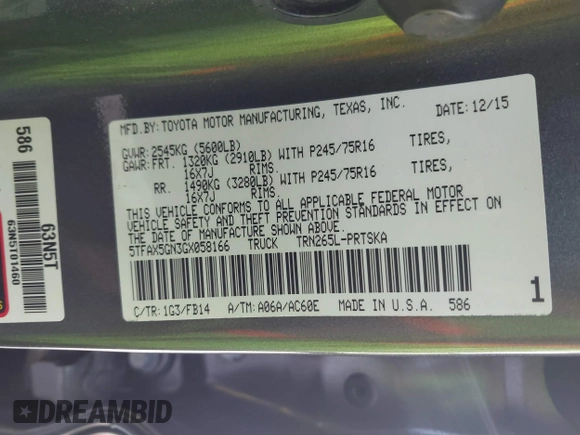 MFD.BY:TOYOTA MOTOR MANUFACTURING, TEXAS, INC. DATE:12/15
GVWR:2545KG (5600LB)
GAWR:FRT. 1320KG (2910LB) WITH P245/75R16 TIRES,
16X7J RIMS.
RR. 1490KG (3280LB) WITH P245/75R16 TIRES,
16X7J RIMS.
THIS VEHICLE CONFORMS TO ALL APPLICABLE FEDERAL MOTOR
VEHICLE SAFETY AND THEFT PREVENTION STANDARDS IN EFFECT ON
THE DATE OF MANUFACTURE SHOWN ABOVE.
5TFAX5GN3GX058166 TRUCK TRN265L-PRTSKA
C/TR:1G3/FB14 A/TM:A06A/AC60E MADE IN U.S.A. 586
1
586
63N5T
63N5T01460
DREAMBID